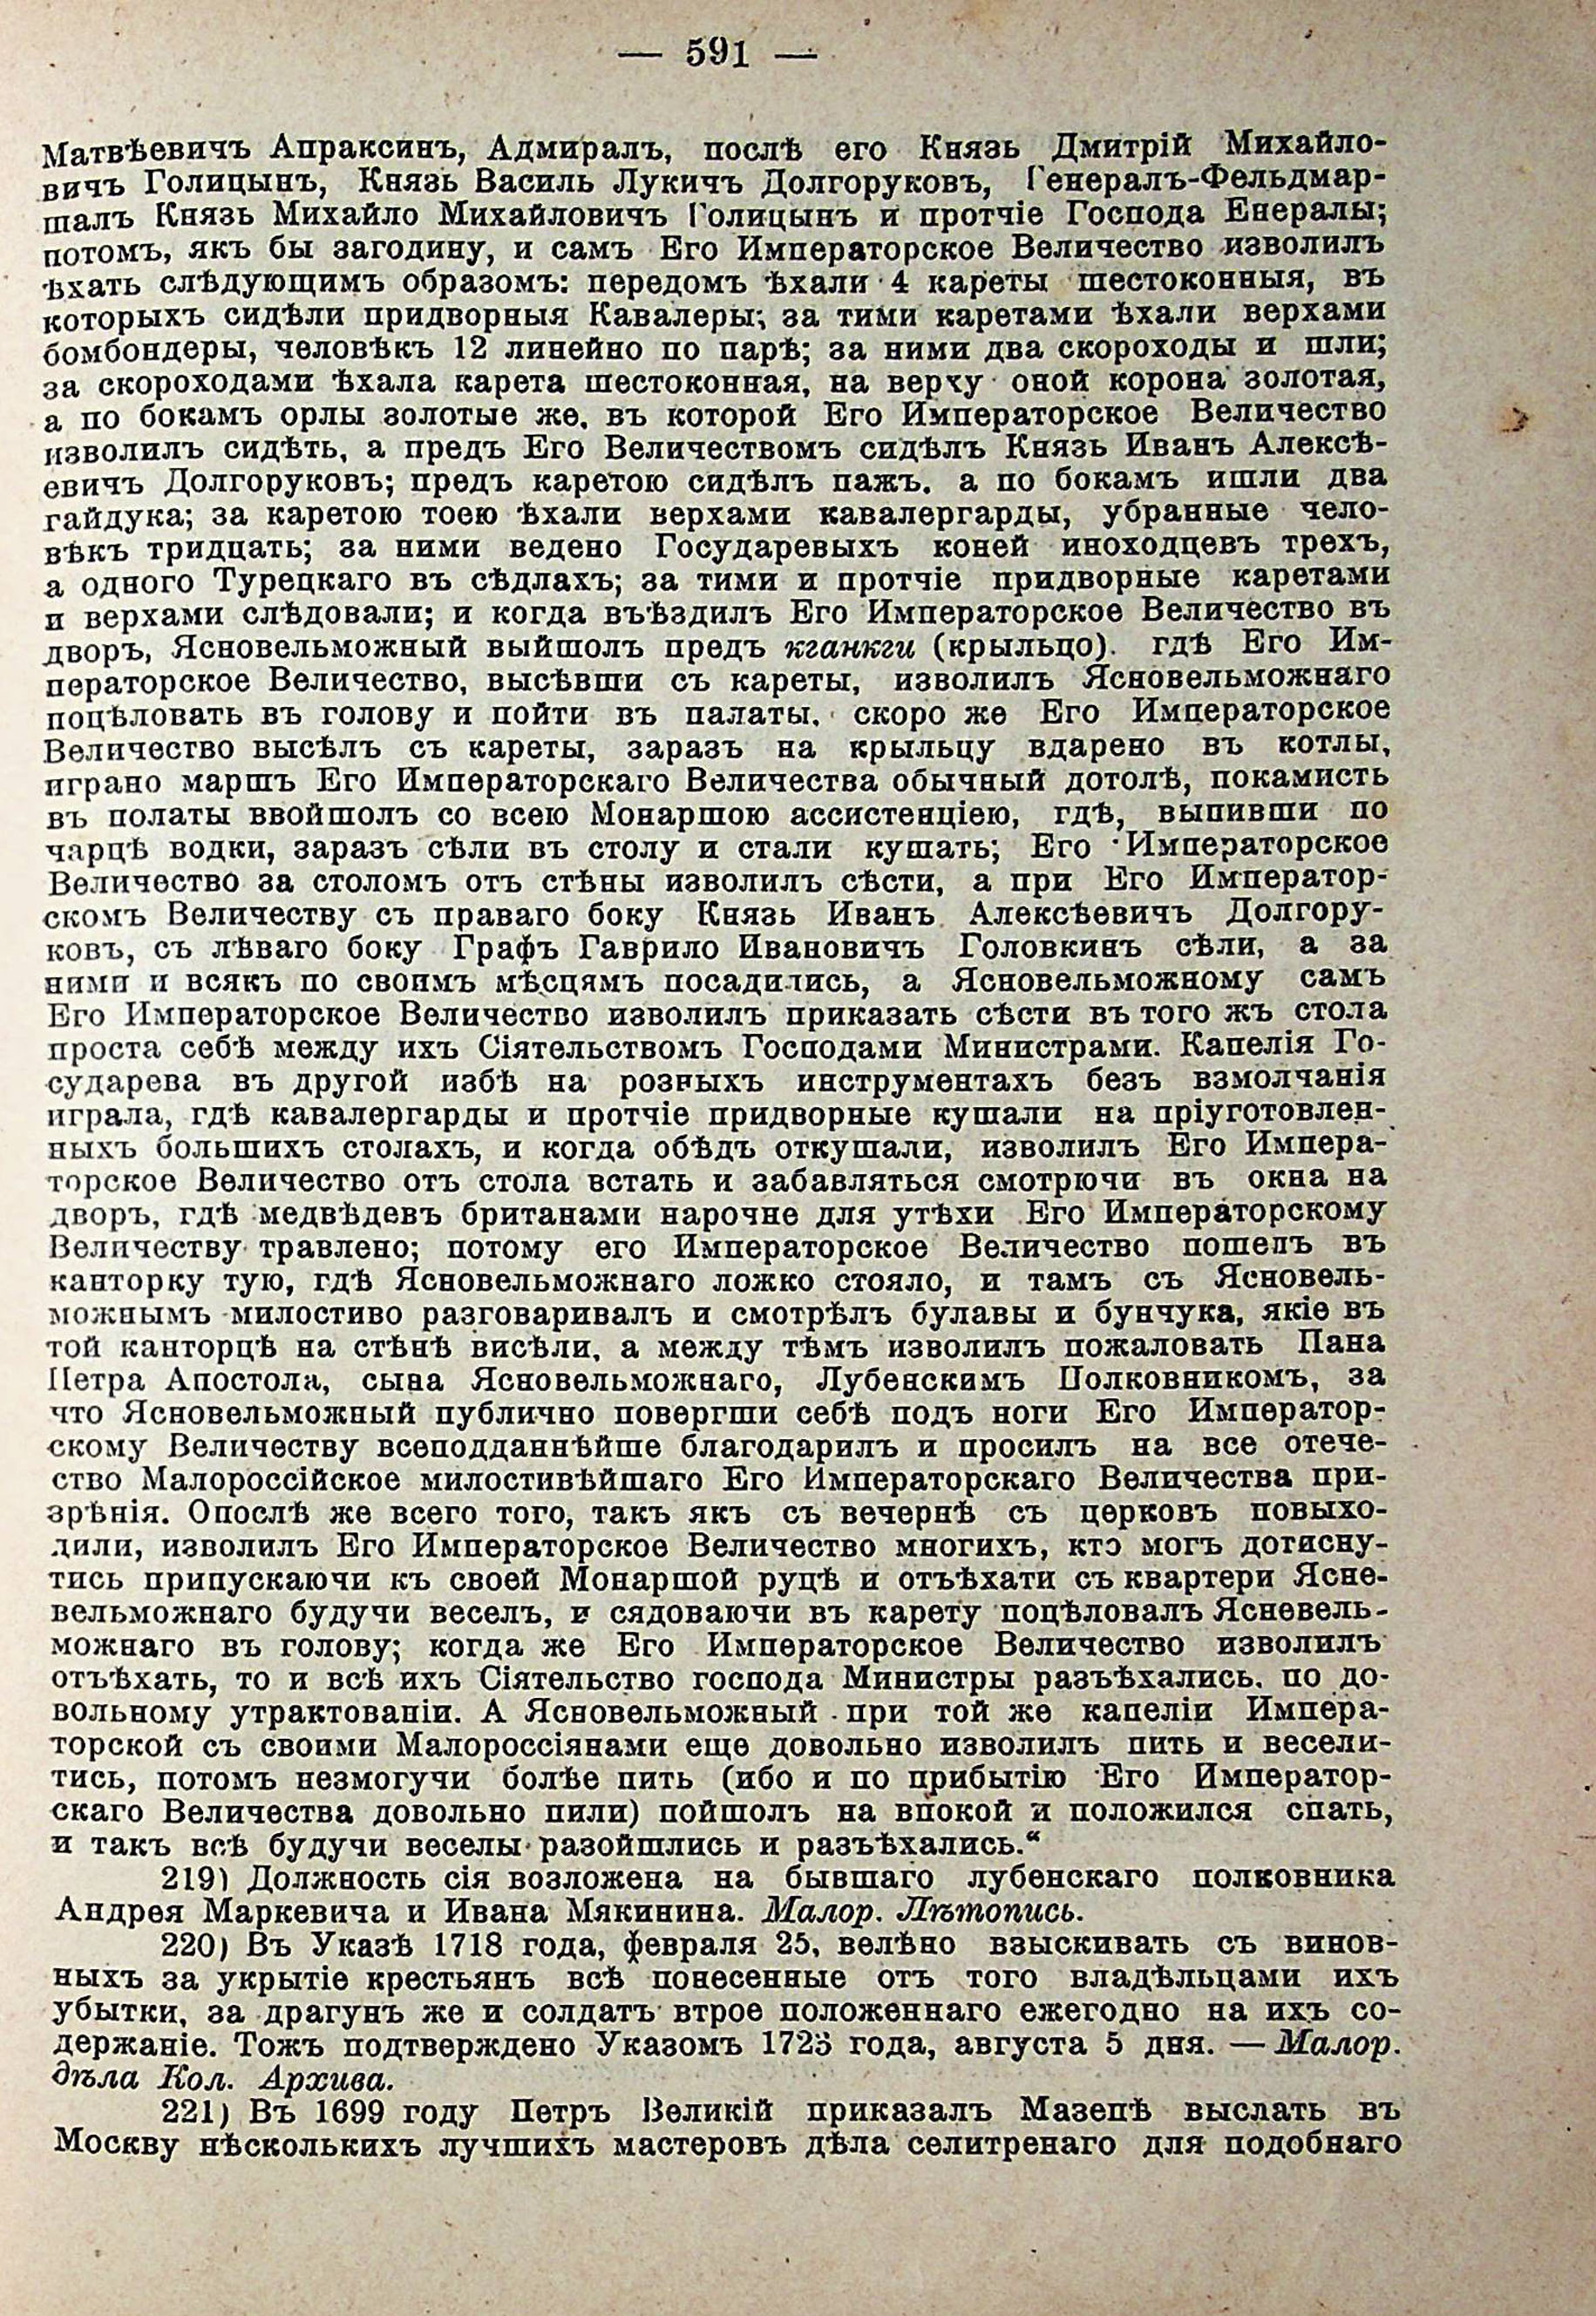 — 591 —
Матвѣевичъ Апраксинъ, Адмиралъ, послѣ его Князь Дмитрій Михайло-
вичъ Голицынъ, Князь Василь Лукичъ Долгоруковъ, Генералъ-Фельдмар-
шалъ Князь Михайло Михайловичъ Голицынъ и протчіе Господа Енералы;
потомъ, якъ бы загодину, и самъ Его Императорское Величество изволилъ
ѣхать слѣдующимъ образомъ: передомъ ѣхали 4 кареты шестоконныя, въ
которыхъ сидѣли придворныя Кавалеры; за тими каретами ѣхали верхами
бомбондеры, человѣкъ 12 линейно по парѣ; за ними два скороходы и шли;
за скороходами ѣхала карета шестоконная, на верху оной корона золотая,
а по бокамъ орлы золотые же, въ которой Его Императорское Величество
изволилъ сидѣть, а предъ Его Величествомъ сидѣлъ Князь Иванъ Алексѣ-
евичъ Долгоруковъ; предъ каретою сидѣлъ пажъ. а по бокамъ ишли два
гайдука; за каретою тоею ѣхали верхами кавалергарды, убранные чело-
вѣкъ тридцать; за ними ведено Государевыхъ коней иноходцевъ трехъ,
а одного Турецкаго въ сѣдлахъ; за тими и протчіе придворные каретами
и верхами слѣдовали; и когда въѣздилъ Его Императорское Величество въ
дворъ, Ясновельможный выйшолъ предъ кганкги (крыльцо). гдѣ Его Им-
ператорское Величество, высѣвши съ кареты, изволилъ Ясновельможнаго
поцѣловать въ голову и пойти въ палаты. скоро же Его Императорское
Величество высѣлъ съ кареты, заразъ на крыльцу вдарено въ котлы,
играно маршъ Его Императорскаго Величества обычный дотолѣ, покамисть
въ полаты ввойшолъ со всею Монаршою ассистенціею, гдѣ, выпивши по
чарцѣ водки, заразъ сѣли въ столу и стали кушать; Его Императорское
Величество за столомъ отъ стѣны изволилъ сѣсти, а при Его Император-
скомъ Величеству съ праваго боку Князь Иванъ Алексѣевичъ Долгору-
ковъ, съ лѣваго боку Графъ Гаврило Ивановичъ Головкинъ сѣли, а за
ними и всякъ по своимъ мѣсцямъ посадились, а Ясновельможному самъ
Его Императорское Величество изволилъ приказать сѣсти въ того жъ стола
проста себѣ между ихъ Сіятельствомъ Господами Министрами. Капелія Го-
сударева въ другой избѣ на розныхъ инструментахъ безъ взмолчанія
играла, гдѣ кавалергарды и протчіе придворные кушали на пріуготовлен-
ныхъ большихъ столахъ, и когда обѣдъ откушали, изволилъ Его Импера-
торское Величество отъ стола встать и забавляться смотрючи въ окна на
дворъ, гдѣ медвѣдевъ британами нарочне для утѣхи Его Императорскому
Величеству травлено; потому его Императорское Величество пошелъ въ
канторку тую, гдѣ Ясновельможнаго ложко стояло, и тамъ съ Ясновель-
можнымъ милостиво разговаривалъ и смотрѣлъ булавы и бунчука, якіе въ
той канторцѣ на стѣнѣ висѣли, а между тѣмъ изволилъ пожаловать Пана
Петра Апостола, сына Ясновельможнаго, Лубенскимъ Полковникомъ, за
что Ясновельможный публично повергши себѣ подъ ноги Его Император-
скому Величеству всеподданнѣйше благодарилъ и просилъ на все отече-
ство Малороссійское милостивѣйшаго Его Императорскаго Величества при-
зрѣнія. Опослѣ же всего того, такъ якъ съ вечернѣ съ церковъ повыхо-
дили, изволилъ Его Императорское Величество многихъ, кто могъ дотисну-
тись припускаючи къ своей Монаршой руцѣ и отъѣхати съ квартери Ясне-
вельможнаго будучи веселъ, и сядоваючи въ карету поцѣловалъ Ясневель-
можнаго въ голову; когда же Его Императорское Величество изволилъ
отъѣхать, то и всѣ ихъ Сіятельство господа Министры разъѣхались. по до-
вольному утрактованіи. А Ясновельможный при той же капеліи Импера-
торской съ своими Малороссіянами еще довольно изволилъ пить и весели-
тись, потомъ незмогучи болѣе пить (ибо и по прибытію Его Император-
скаго Величества довольно пили) пойшолъ на впокой и положился спать,
и такъ всѣ будучи веселы разойшлись и разъѣхались.“
219) Должность сія возложена на бывшаго лубенскаго полковника
Андрея Маркевича и Ивана Мякинина. Малор. Лѣтопись.
220) Въ Указѣ 1718 года, февраля 25, велѣно взыскивать съ винов-
ныхъ за укрытіе крестьянъ всѣ понесенные отъ того владѣльцами ихъ
убытки, за драгунъ же и солдатъ втрое положеннаго ежегодно на ихъ со-
держаніе. Тожъ подтверждено Указомъ 1723 года, августа 5 дня. — Малор.
дѣла Кол. Архива.
221) Въ 1699 году Петръ Великій приказалъ Мазепѣ выслать въ
Москву нѣсколькихъ лучшихъ мастеровъ дѣла селитренаго для подобнаго